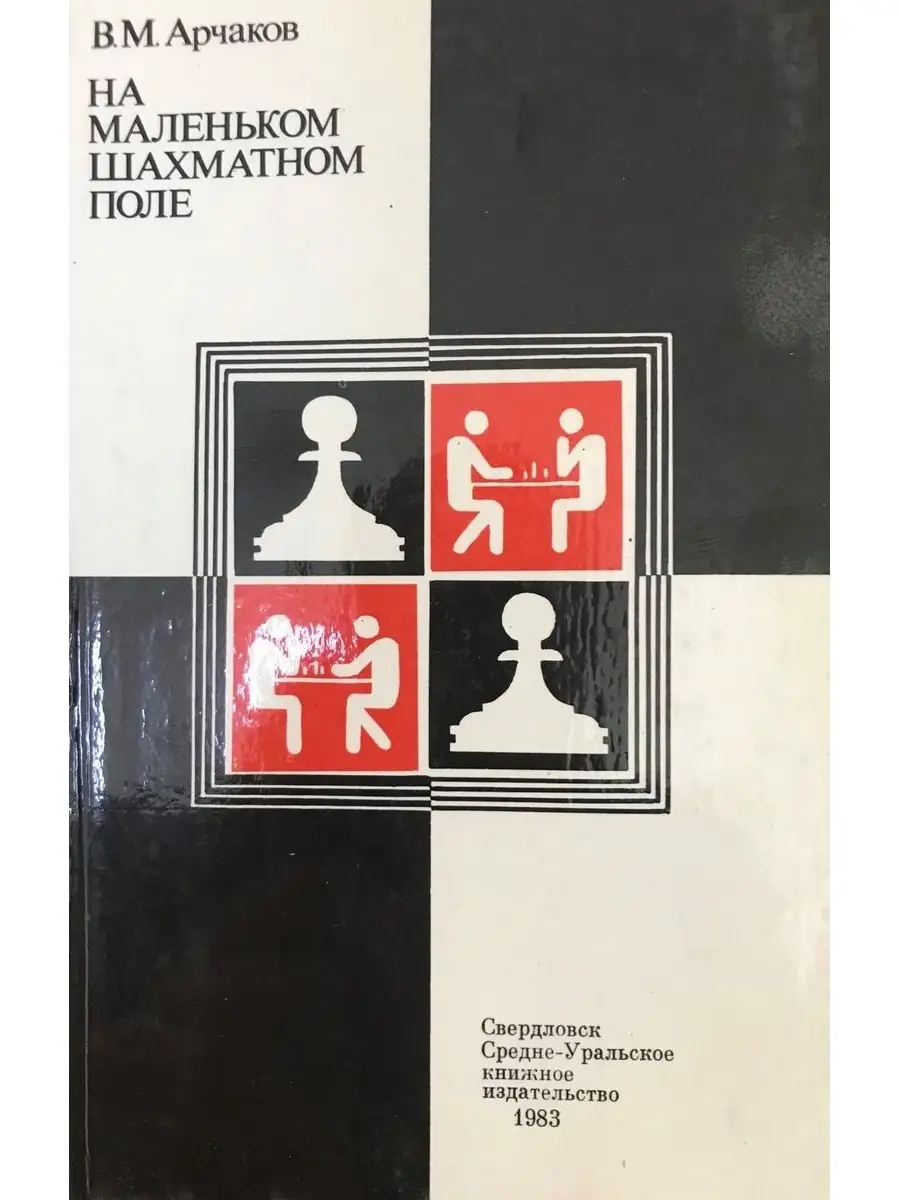 В. М. Арчаков
НА
МАЛЕНЬКОМ
ШАХМАТНОМ
ПОЛЕ
Свердловск
Средне-Уральское
книжное
издательство
1983